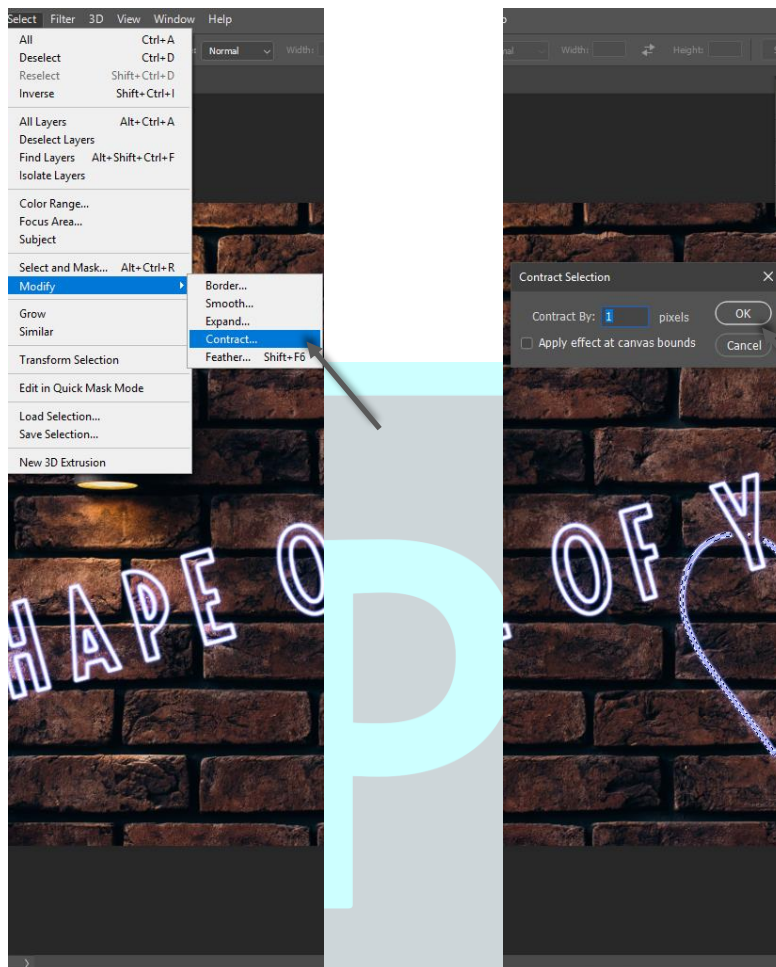 Select Filter 3D View Window Help
Normal Width:
All Ctrl+A
Deselect Ctrl+D
Reselect Shift+Ctrl+D
Inverse Shift+Ctrl+I
All Layers Alt+Ctrl+A
Deselect Layers
Find Layers Alt+Shift+Ctrl+F
Isolate Layers
Color Range...
Focus Area...
Subject
Select and Mask... Alt+Ctrl+R
Modify
Grow
Similar
Transform Selection
Edit in Quick Mask Mode
Load Selection...
Save Selection...
New 3D Extrusion
Border...
Smooth...
Expand...
Contract...
Feather... Shift+F6
HAPE O
P
Width: Height:
Contract Selection
Contract By: 1 pixels
OK
Apply effect at canvas bounds
Cancel
OF Y